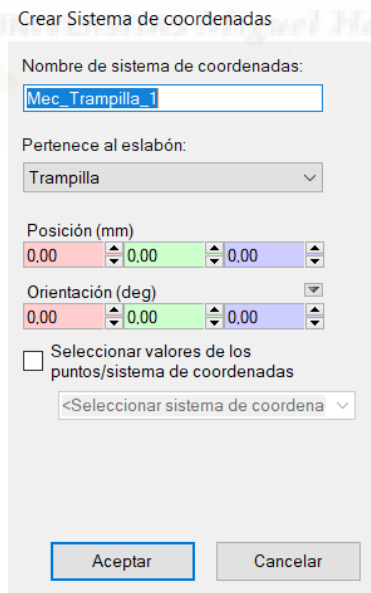 Crear Sistema de coordenadas
Nombre de sistema de coordenadas:
Mec_Trampilla_1
Pertenece al eslabón:
Trampilla
Posición (mm)
0,00 0,00 0,00
Orientación (deg)
0,00 0,00 0,00
Seleccionar valores de los
puntos/sistema de coordenadas
<Seleccionar sistema de coordena
Aceptar Cancelar